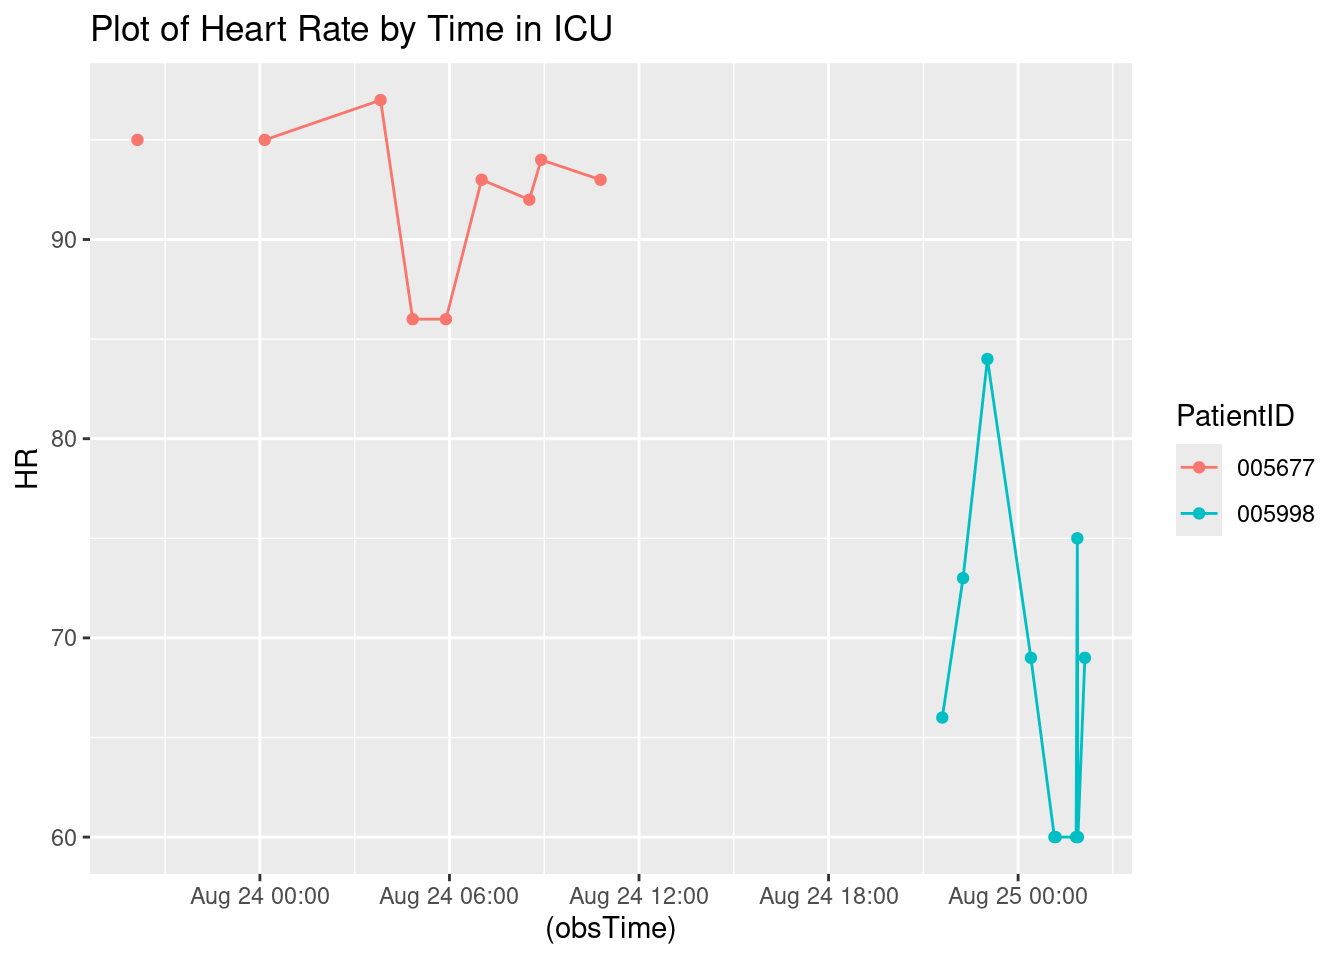 Plot of Heart Rate by Time in ICU
HR
90
80
70
60
Aug 24 00:00
Aug 24 06:00
Aug 24 12:00
Aug 24 18:00
Aug 25 00:00
(obsTime)
PatientID
005677
005998